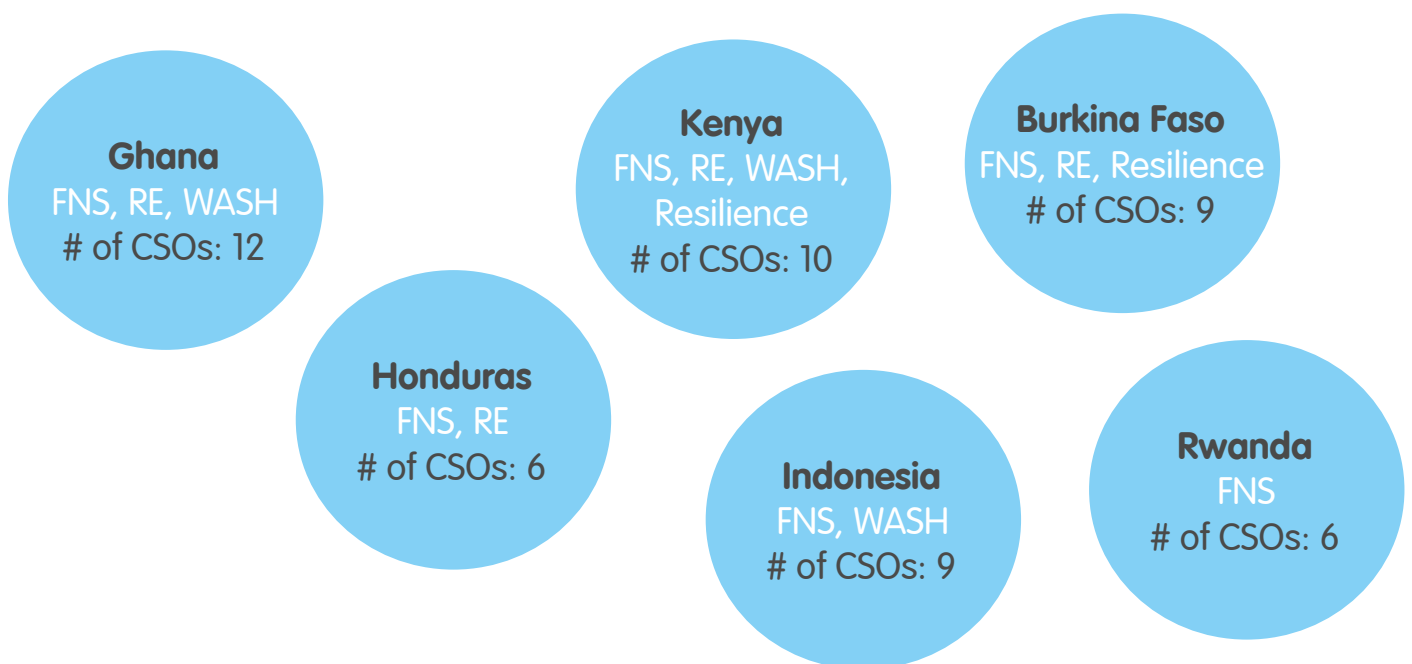 Ghana
FNS, RE, WASH
# of CSOs: 12
Kenya
FNS, RE, WASH,
Resilience
# of CSOs: 10
Burkina Faso
FNS, RE, Resilience
# of CSOs: 9
Honduras
FNS, RE
# of CSOs: 6
Indonesia
FNS, WASH
# of CSOs: 9
Rwanda
FNS
# of CSOs: 6